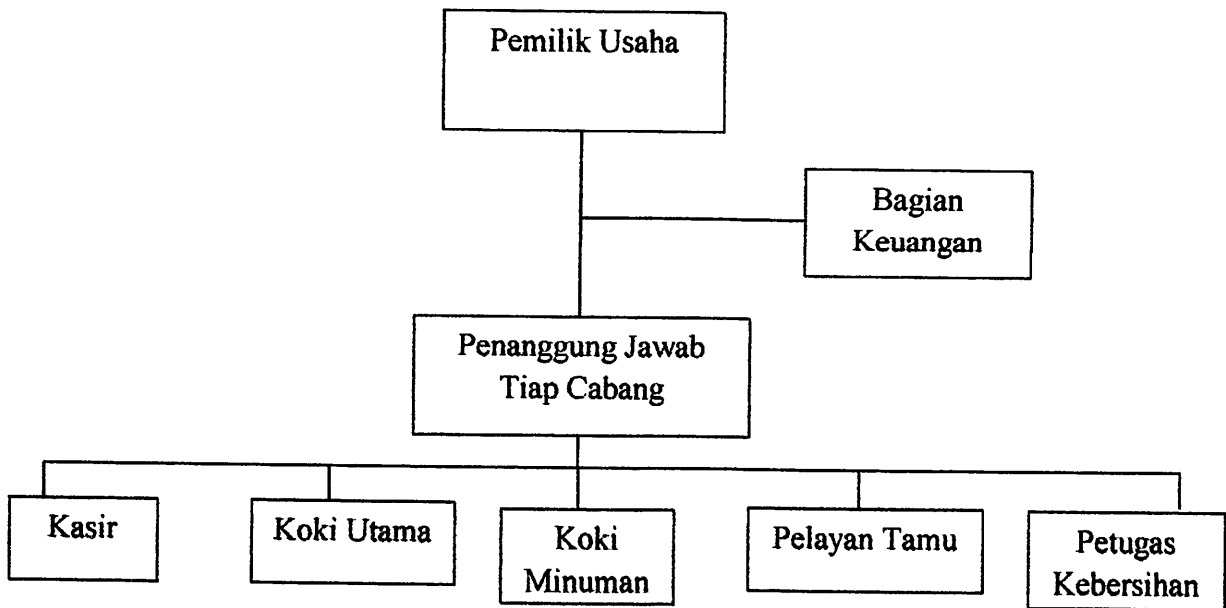 Pemilik Usaha
Bagian
Keuangan
Penanggung Jawab
Tiap Cabang
Kasir
Koki Utama
Koki
Minuman
Pelayan Tamu
Petugas
Kebersihan